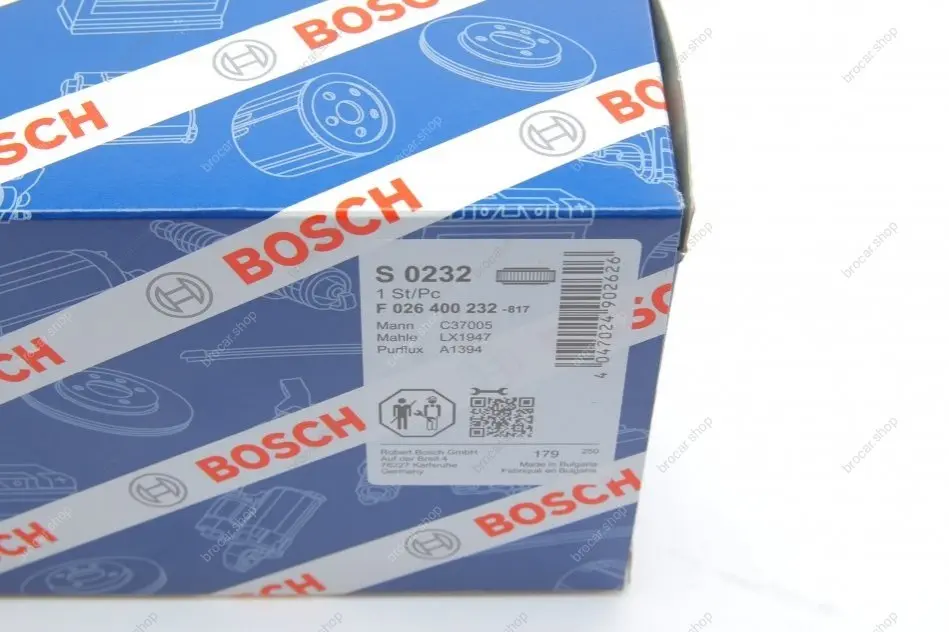 BOSCH
BOSCH
BOSCH
BOSCH
S 0232
1 St/Pc
F 026 400 232 -817
Mann C37005
Mahle LX1947
Purflux A1394
4 047024 902626
Robert Bosch GmbH
Auf der Breit 4
76227 Karlsruhe
Germany
179
250
Made in Bulgaria
Fabriqué en Bulgarie
BOSCH
BOSCH
BOSCH
brocar.shop